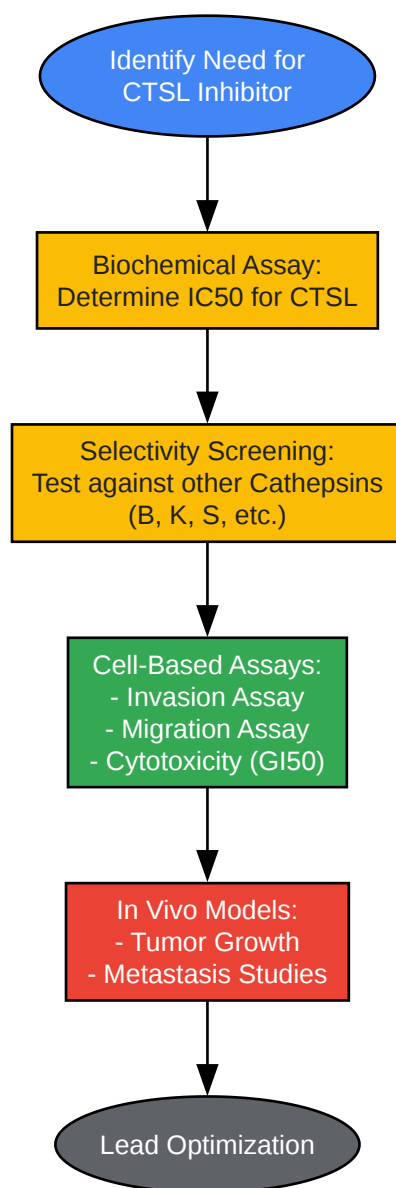 Identify Need for
CTSL Inhibitor
Biochemical Assay:
Determine IC50 for CTSL
Selectivity Screening:
Test against other Cathepsins
(B, K, S, etc.)
Cell-Based Assays:
- Invasion Assay
- Migration Assay
- Cytotoxicity (GI50)
In Vivo Models:
- Tumor Growth
- Metastasis Studies
Lead Optimization